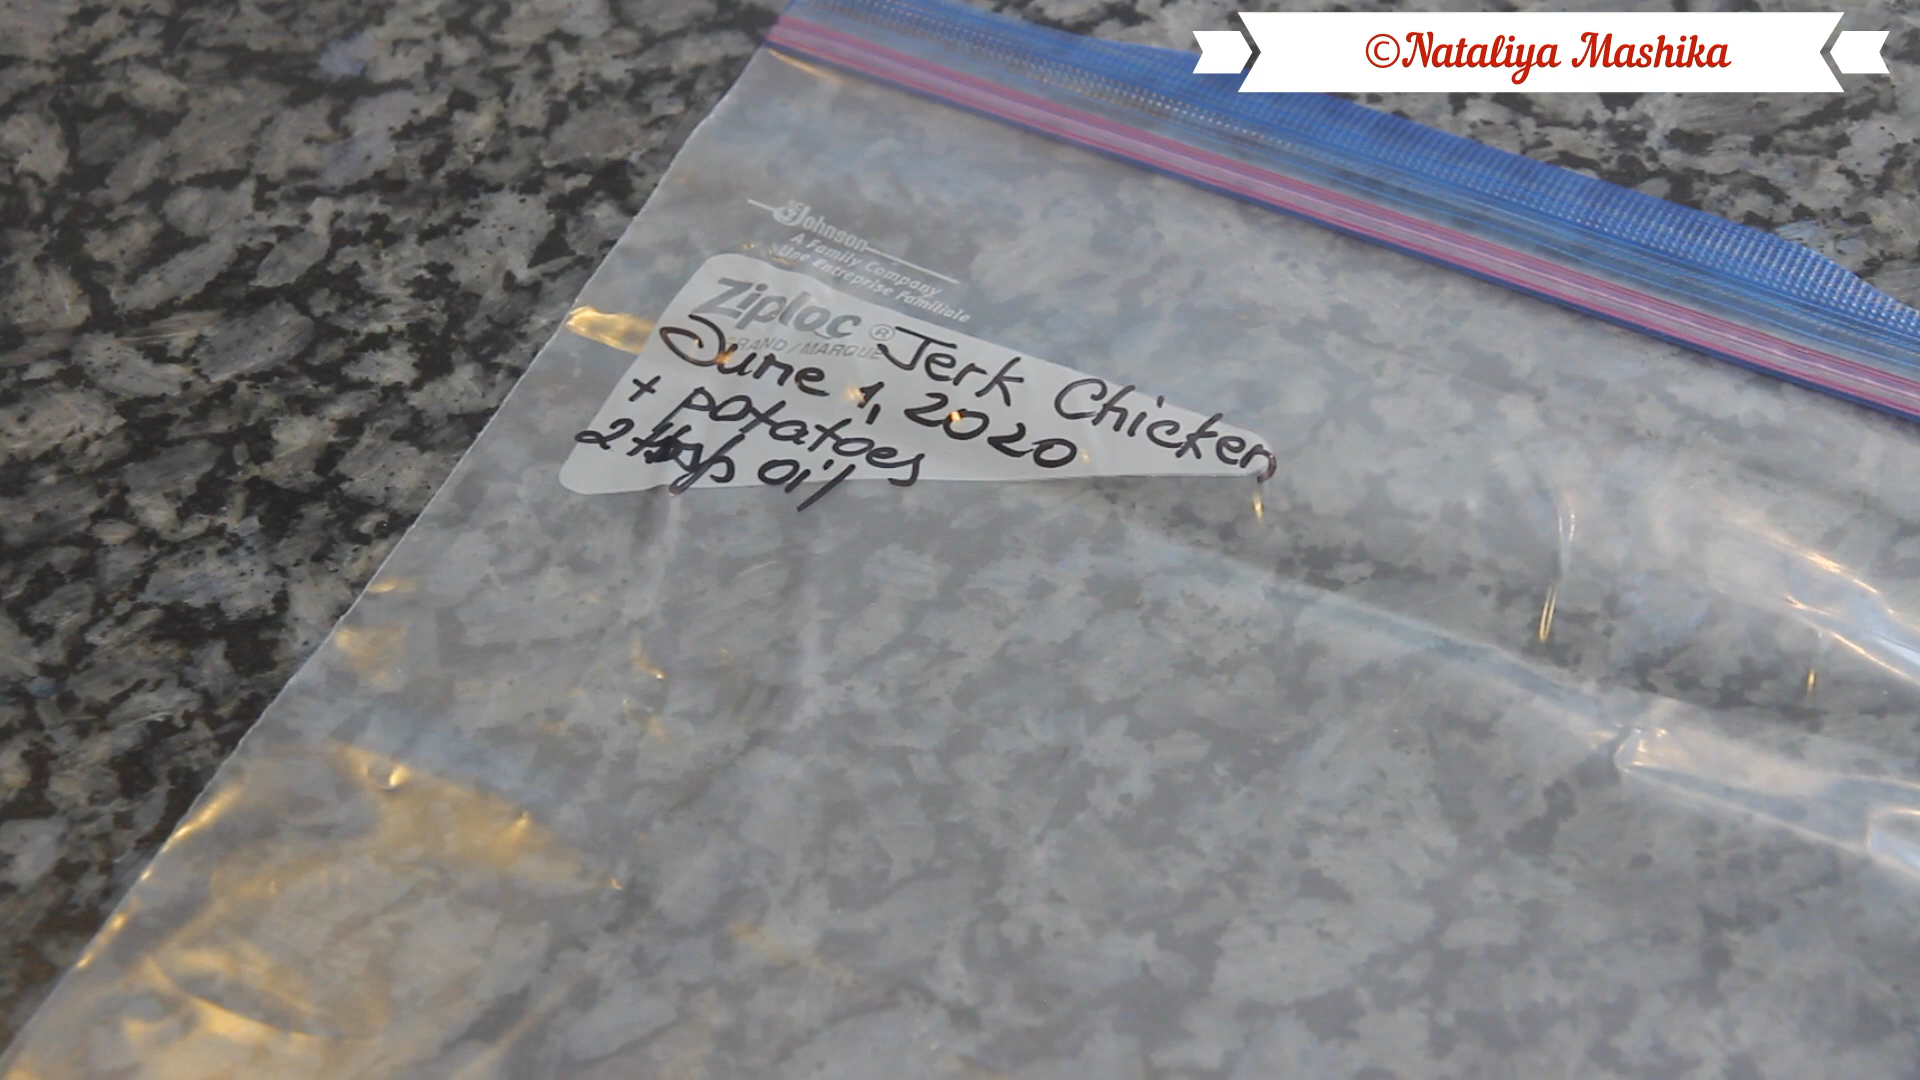 ©Nataliya Mashika
SC Johnson
A Family Company
Une Entreprise Familiale
Ziploc®
BRAND / MARQUE
Jerk Chicken
June 1, 2020
+ potatoes
2 tbsp oil